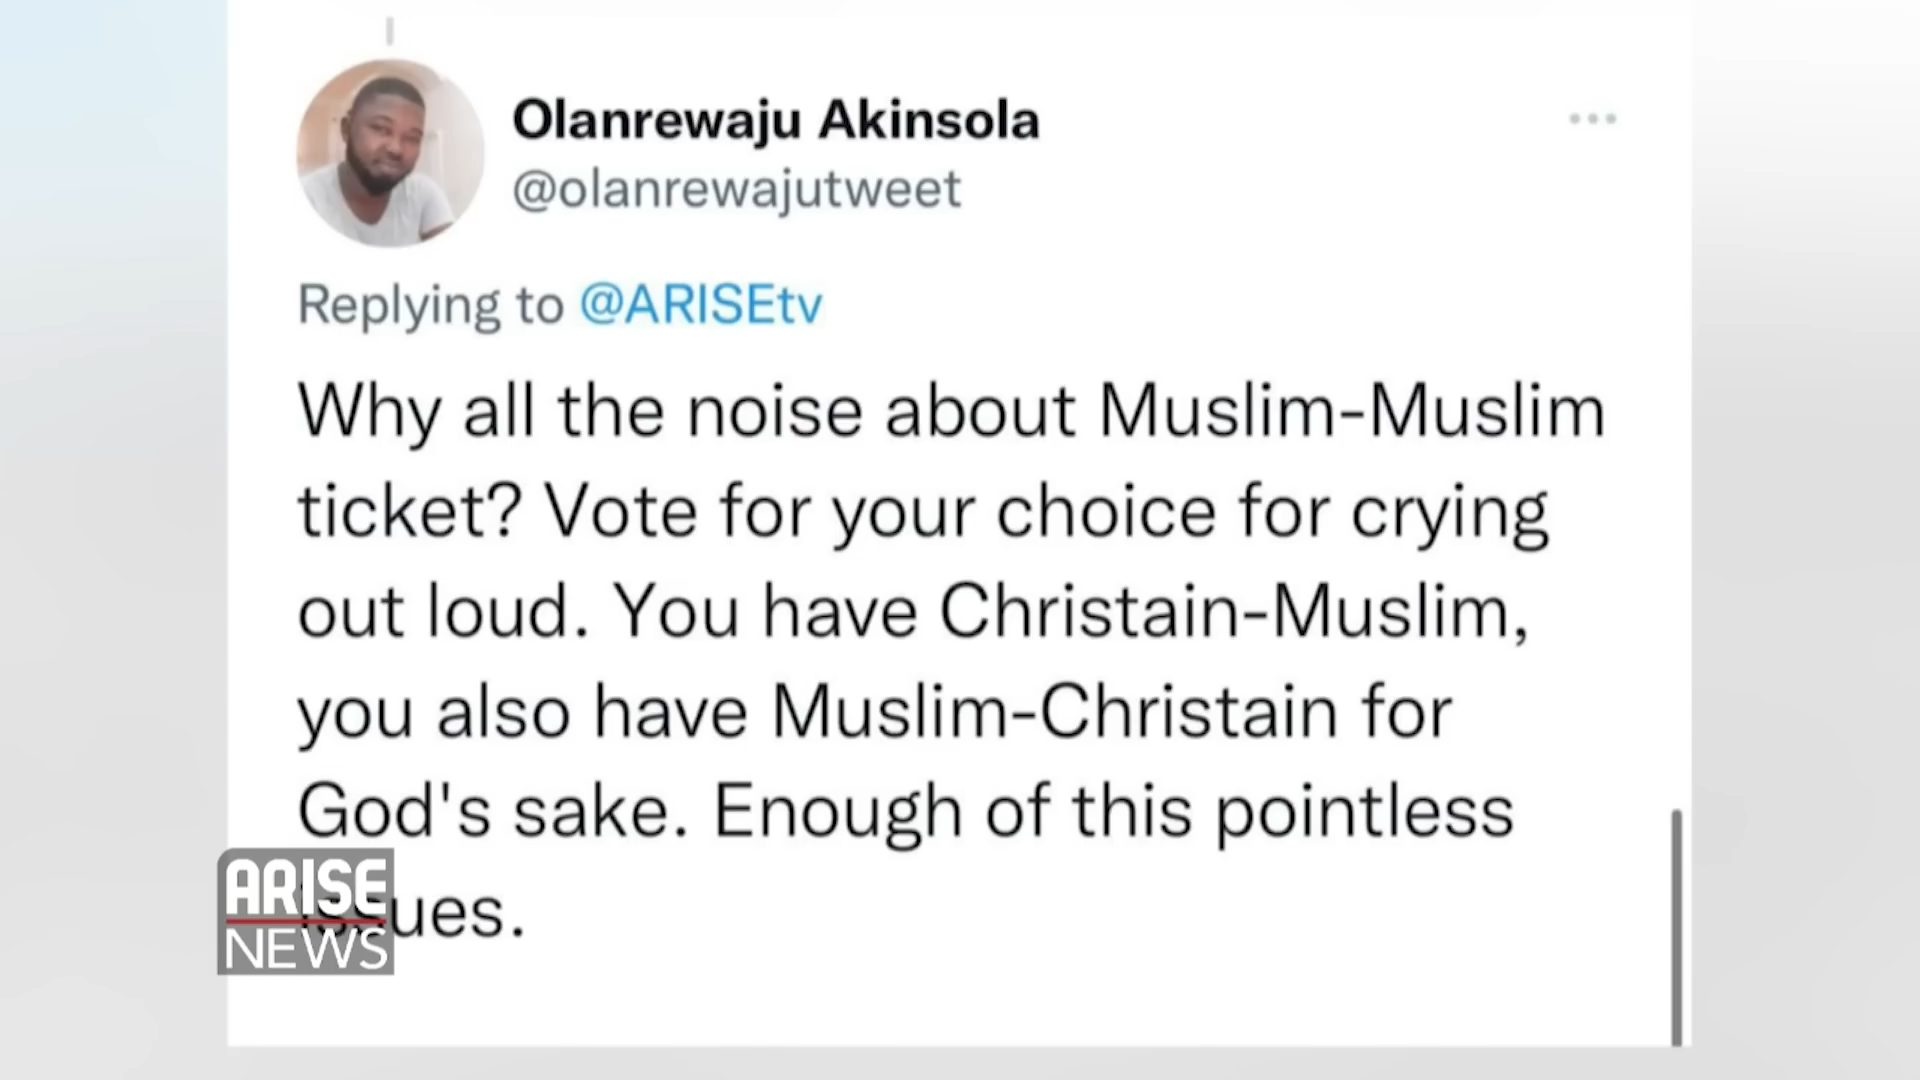 Olanrewaju Akinsola
@olanrewajutweet
Replying to @ARISEtv
Why all the noise about Muslim-Muslim
ticket? Vote for your choice for crying
out loud. You have Christain-Muslim,
you also have Muslim-Christain for
God's sake. Enough of this pointless
issues.
ARISE
NEWS